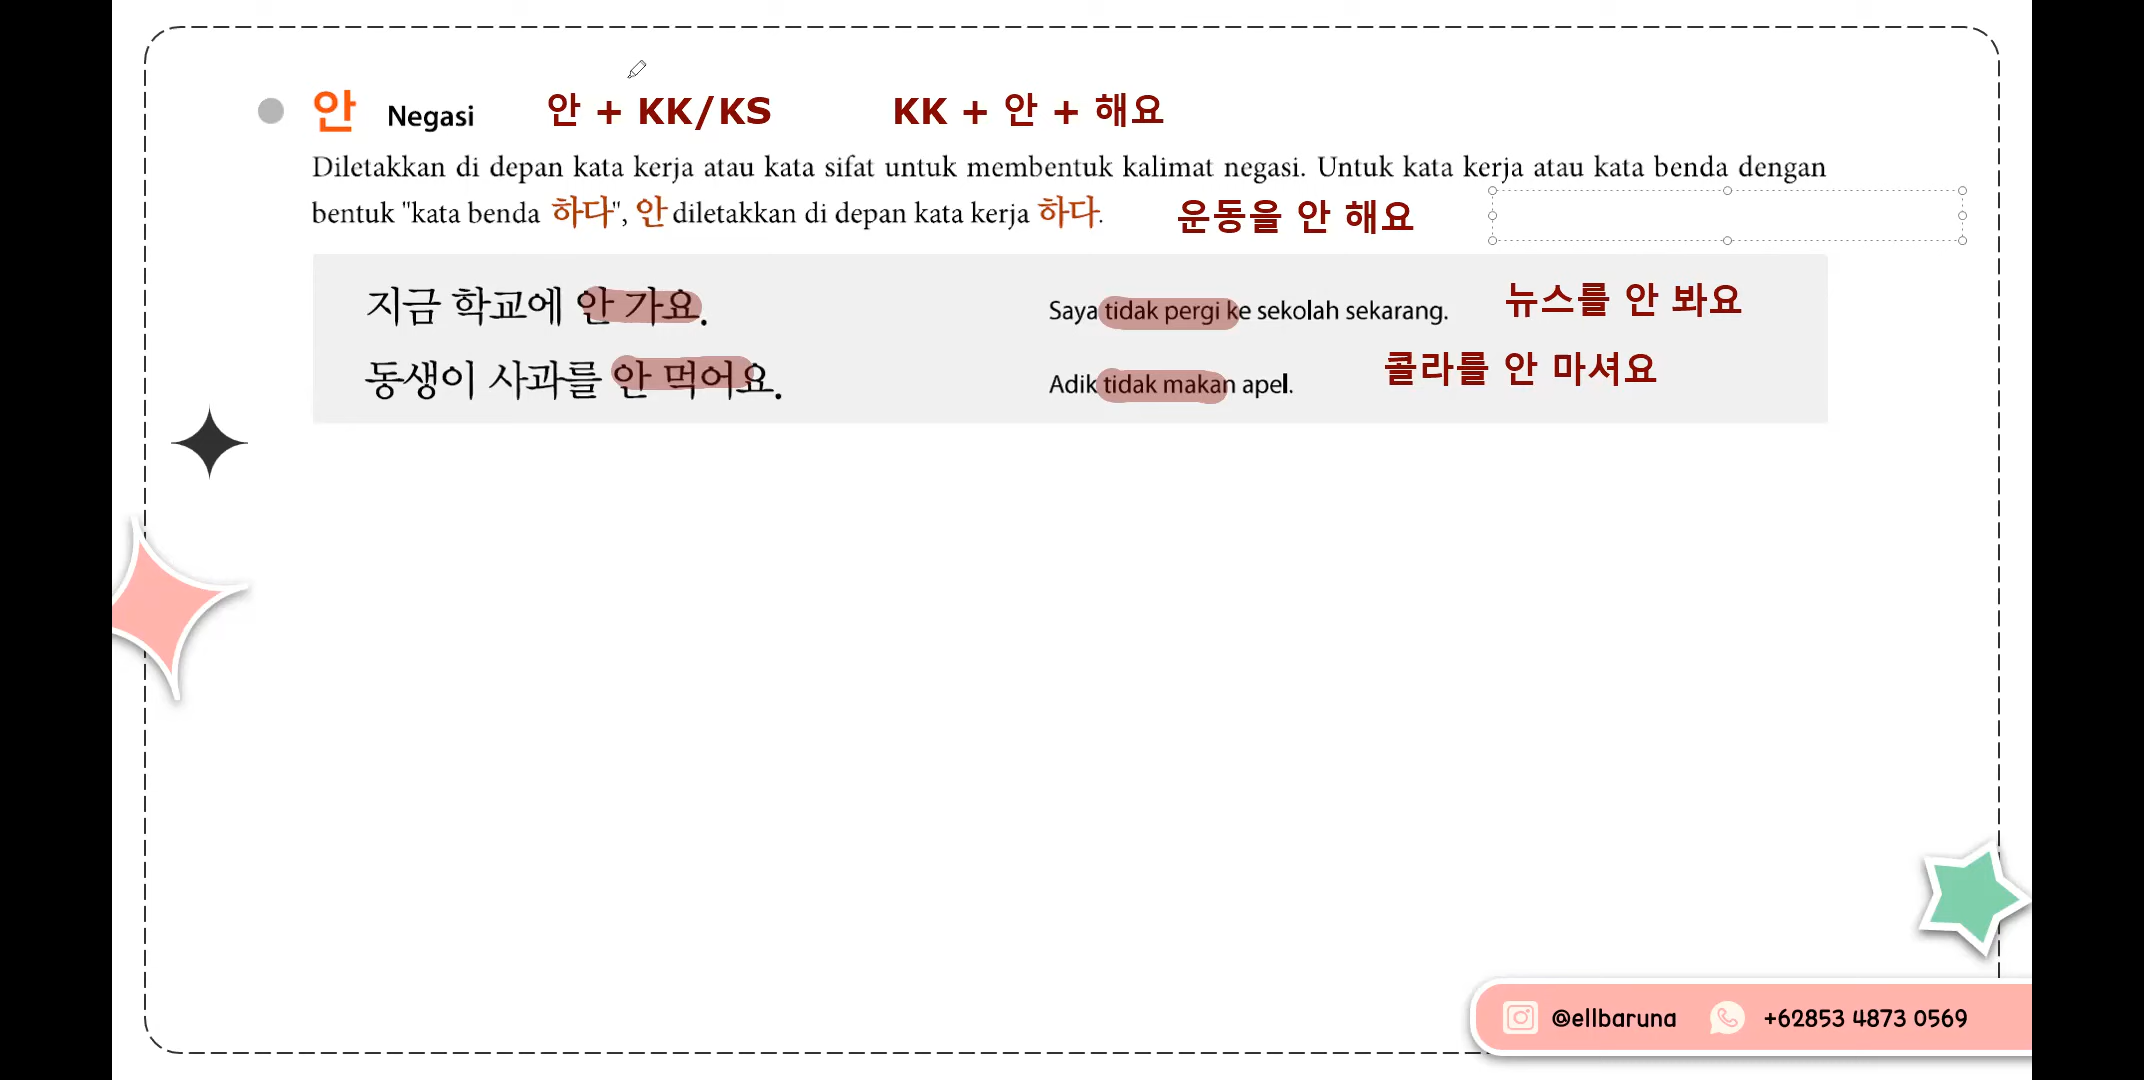 안 Negasi 안 + KK/KS KK + 안 + 해요
Diletakkan di depan kata kerja atau kata sifat untuk membentuk kalimat negasi. Untuk kata kerja atau kata benda dengan
bentuk "kata benda 하다", 안 diletakkan di depan kata kerja 하다. 운동을 안 해요
지금 학교에 안 가요. Saya tidak pergi ke sekolah sekarang. 뉴스를 안 봐요
동생이 사과를 안 먹어요. Adik tidak makan apel. 콜라를 안 마셔요
@ellbaruna +62853 4873 0569